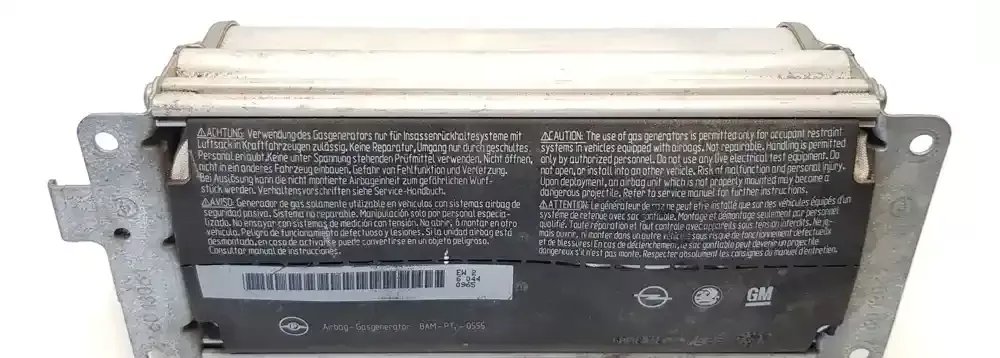 ⚠ACHTUNG: Verwendung des Gasgenerators nur für Insassenrückhaltesysteme mit
Luftsack in Kraftfahrzeugen zulässig. Keine Reparatur, Umgang nur durch geschultes
Personal erlaubt. Keine unter Spannung stehenden Prüfmittel verwenden. Nicht öffnen,
nicht in ein anderes Fahrzeug einbauen. Gefahr von Fehlfunktion und Verletzung.
Bei Auslösung kann die nicht montierte Airbageinheit zum gefährlichen Wurf-
stück werden. Verhaltensvorschriften siehe Service-Handbuch.
⚠AVISO: Generador de gas solamente utilizable en vehículos con sistemas airbag de
seguridad pasiva. Sistema no reparable. Manipulación solo por personal especia-
lizado. No ensayar con sistemas de medición con tensión. No abrir, ni montar en otro
vehículo. Peligro de funcionamiento defectuoso y lesiones. Si la unidad airbag está
desmontada, en caso de activarse puede convertirse en un objeto peligroso.
Consultar manual de instrucciones.
⚠CAUTION: The use of gas generators is permitted only for occupant restraint
systems in vehicles equipped with airbags. Not repairable. Handling is permitted
only by authorized personnel. Do not use any live electrical test equipment. Do
not open, or install into an other vehicle. Risk of malfunction and personal injury.
Upon deployment, an airbag unit which is not properly mounted may become a
dangerous projectile. Refer to service manual for further instructions.
⚠ATTENTION: Le générateur de gaz peut être installé que sur des véhicules équipés d'un
système de retenue avec sac gonflable. Montage et démontage seulement par personnel
qualifié. Toute réparation et tout contrôle avec appareils sous tension interdits. Ne ja-
mais ouvrir, ni monter dans un autre véhicule sous risque de fonctionnement défectueux
et de blessures! En cas de déclenchement, le sac gonflable peut devenir un projectile
dangereux s'il n'est pas monté. Respecter absolument les consignes du manuel d'entretien.
EW 2
6 044
0965
Airbag-Gasgenerator BAM-PT₁-0555
GM